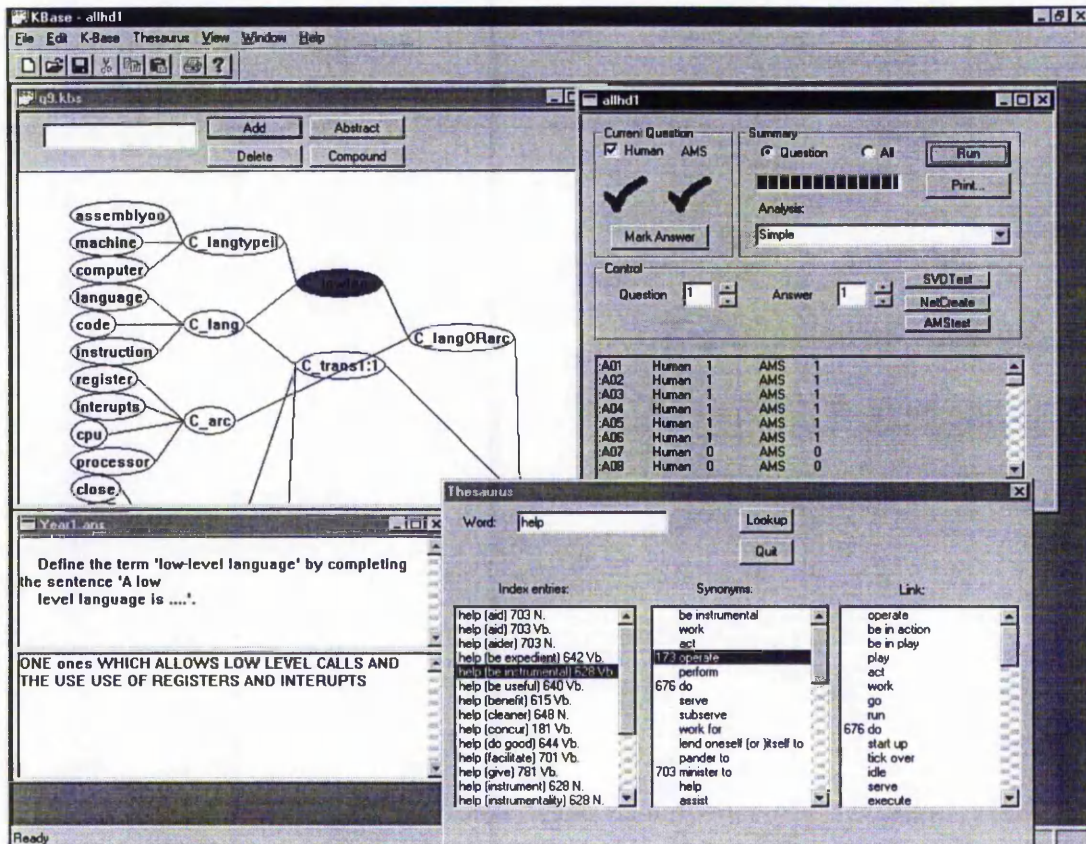 KBase - allhd1
File Edit K-Base Thesaurus View Window Help
q9.kbs
Add Abstract
Delete Compound
assemblyoo
machine
computer
language
code
instruction
register
interupts
cpu
processor
close
C_lang
C_arc
C_trans1:1
C_langORarc
allhd1
Current Question
Human AMS
Mark Answer
Summary
Question All
Run
Print...
Analysis:
Simple
Control
Question 1 Answer 1
SVDTest
NetCreate
AMStest
:A01 Human 1 AMS 1
:A02 Human 1 AMS 1
:A03 Human 1 AMS 1
:A04 Human 1 AMS 1
:A05 Human 1 AMS 1
:A06 Human 1 AMS 1
:A07 Human 0 AMS 0
:A08 Human 0 AMS 0
Year1.ans
Define the term 'low-level language' by completing
the sentence 'A low
level language is ....'.
ONE ones WHICH ALLOWS LOW LEVEL CALLS AND
THE USE USE OF REGISTERS AND INTERUPTS
Thesaurus
Word: help
Lookup
Quit
Index entries:
help (aid) 703 N.
help (aid) 703 Vb.
help (aider) 703 N.
help (be expedient) 642 Vb.
help (be instrumental) 628 Vb.
help (be useful) 640 Vb.
help (benefit) 615 Vb.
help (cleaner) 648 N.
help (concur) 181 Vb.
help (do good) 644 Vb.
help (facilitate) 701 Vb.
help (give) 781 Vb.
help (instrument) 628 N.
help (instrumentality) 628 N.
Synonyms:
be instrumental
work
act
173 operate
perform
676 do
serve
subserve
work for
lend oneself (or )itself to
pander to
703 minister to
help
assist
Link:
operate
be in action
be in play
play
act
work
go
run
676 do
start up
tick over
idle
serve
execute
Ready